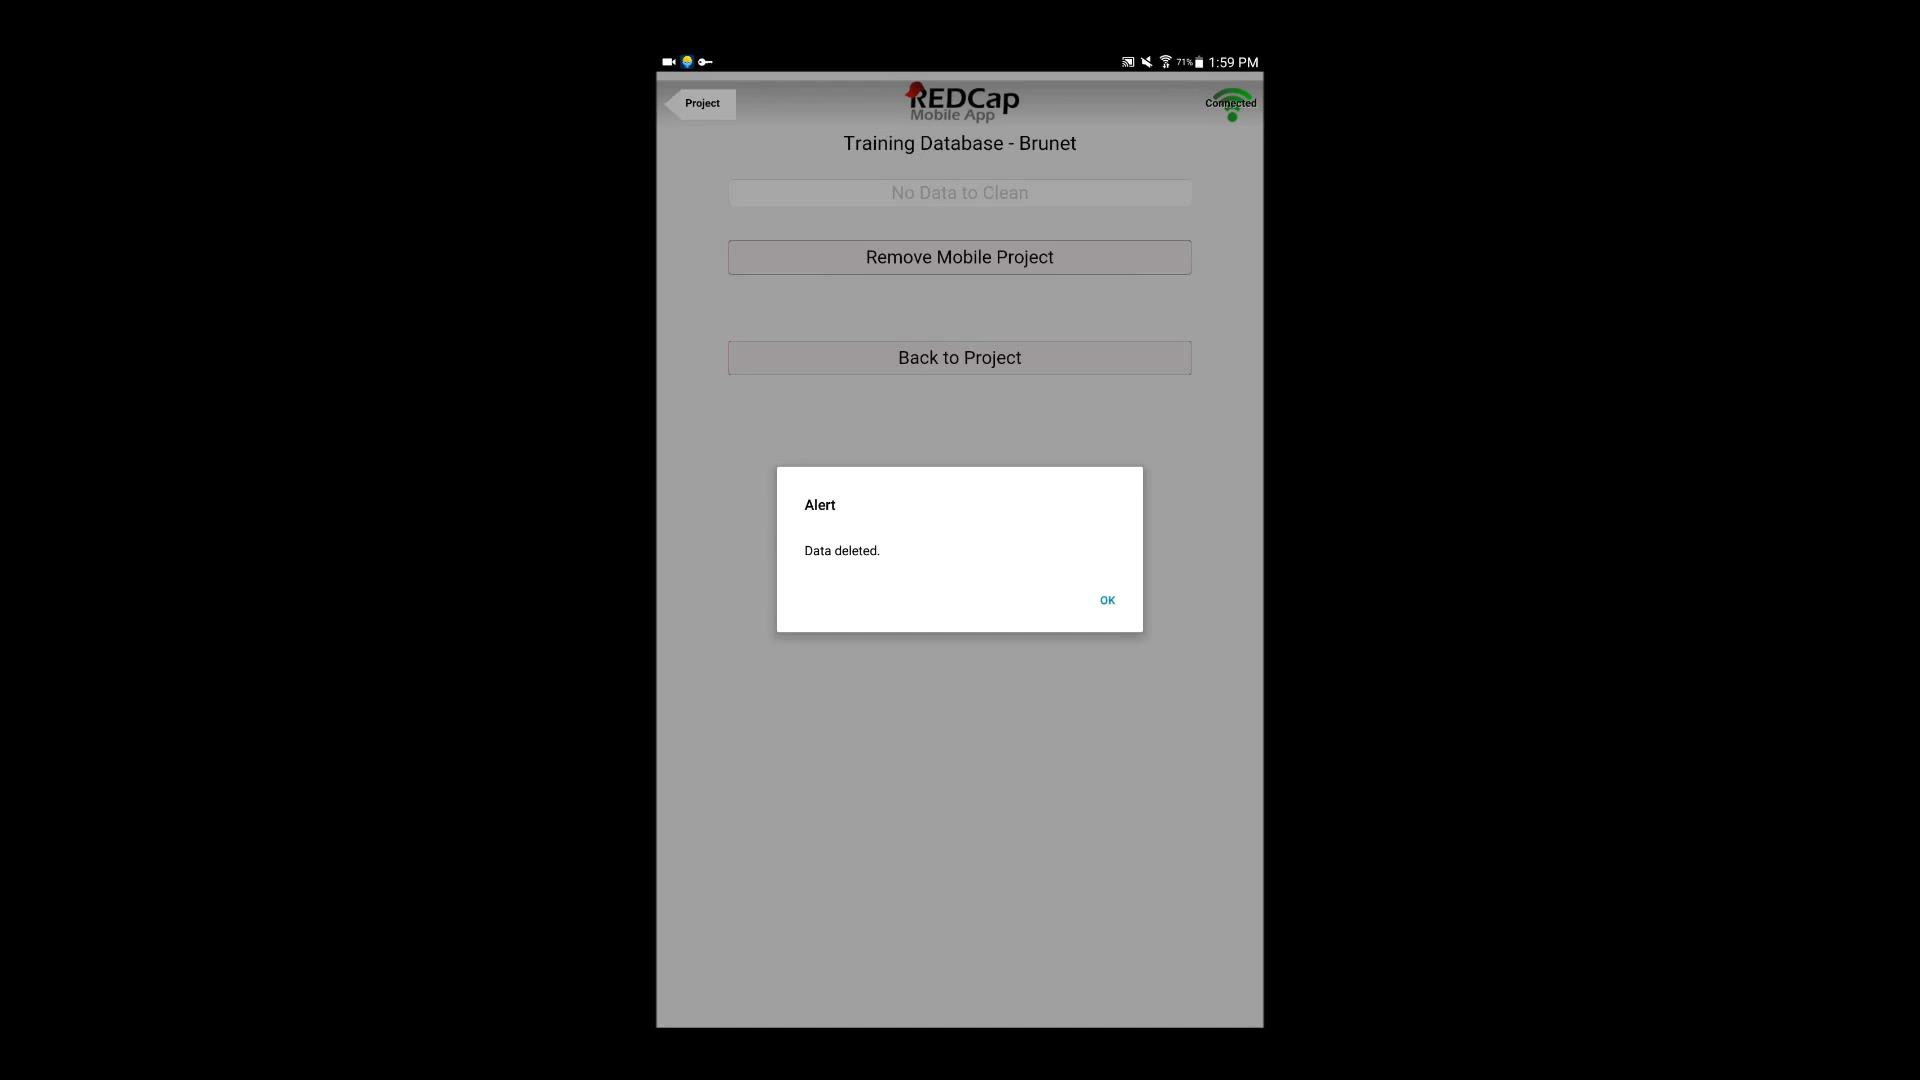 71% 1:59 PM
Project
REDCap
Mobile App
Connected
Training Database - Brunet
No Data to Clean
Remove Mobile Project
Back to Project
Alert
Data deleted.
OK